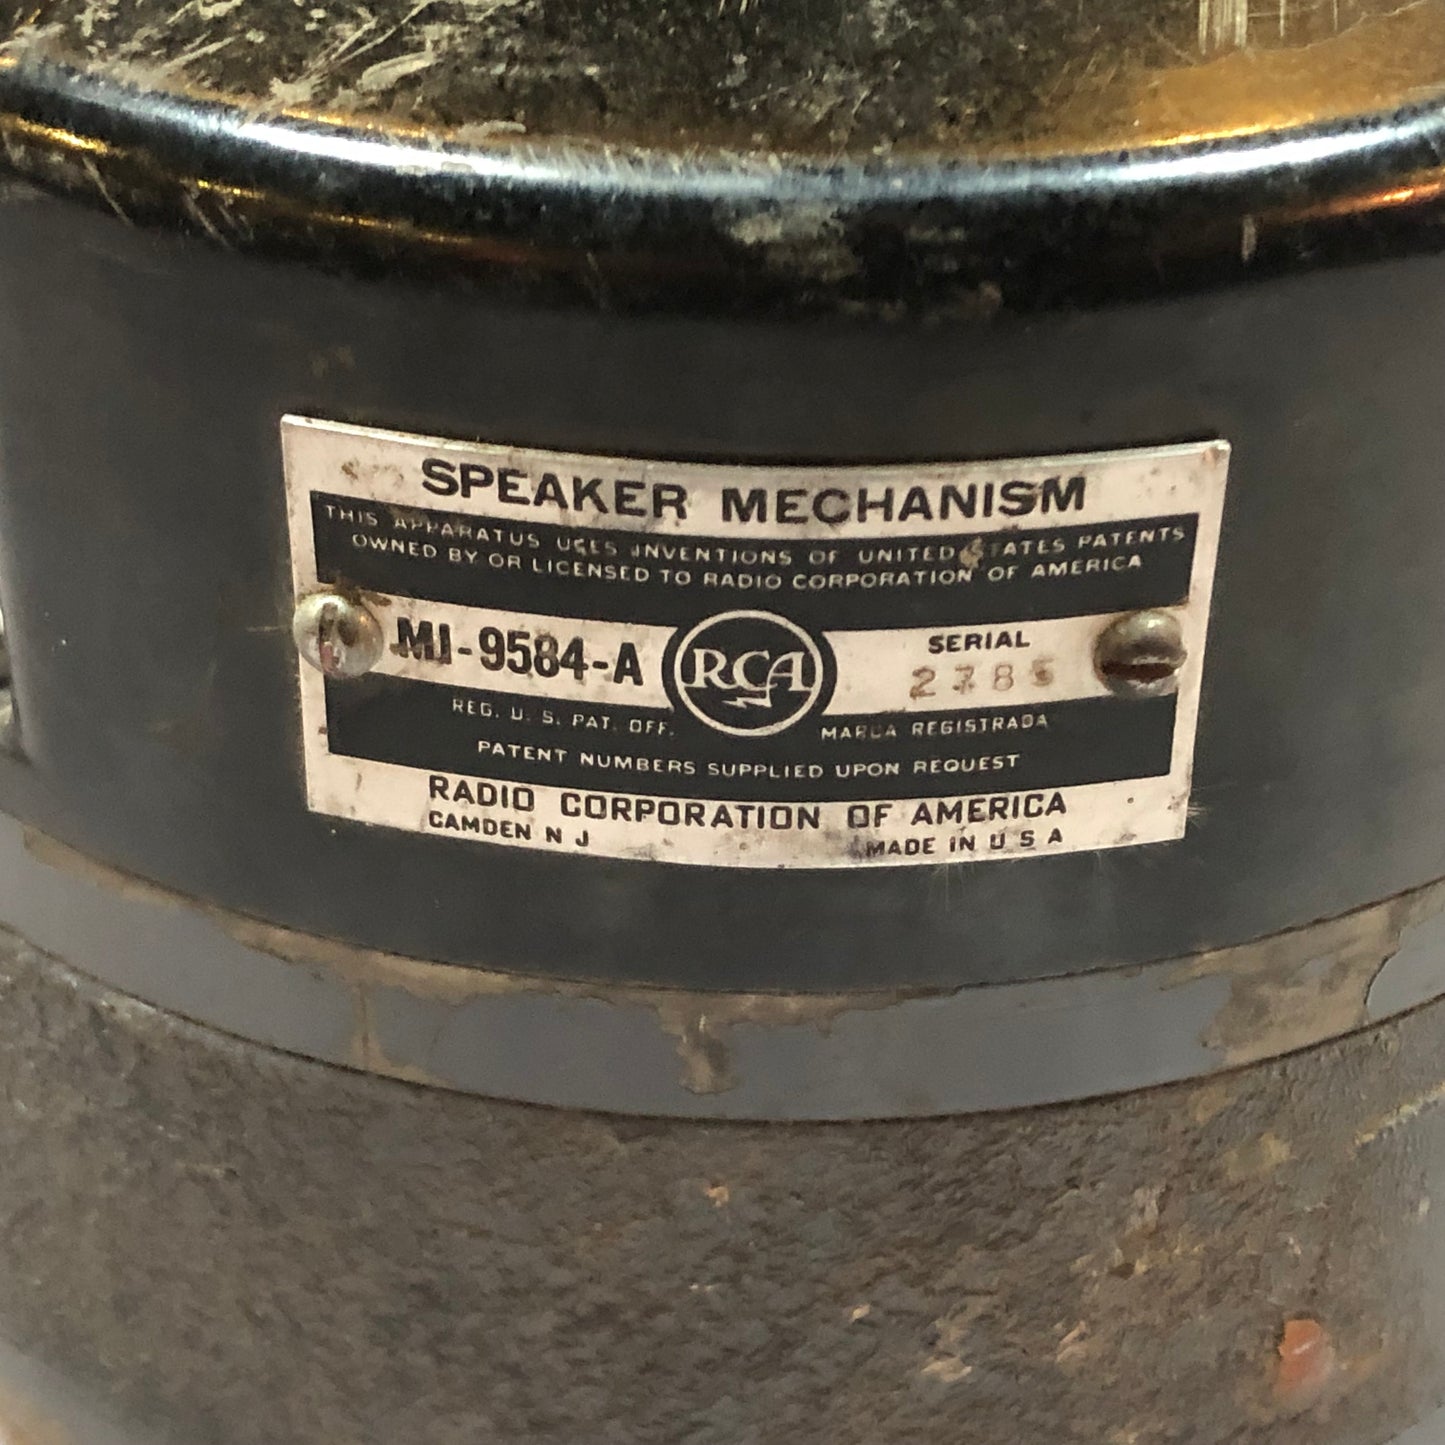 SPEAKER MECHANISM
THIS APPARATUS USES INVENTIONS OF UNITED STATES PATENTS
OWNED BY OR LICENSED TO RADIO CORPORATION OF AMERICA
MI-9584-A
RCA
SERIAL
2785
REG. U. S. PAT. OFF.
MARCA REGISTRADA
PATENT NUMBERS SUPPLIED UPON REQUEST
RADIO CORPORATION OF AMERICA
CAMDEN N J
MADE IN U S A